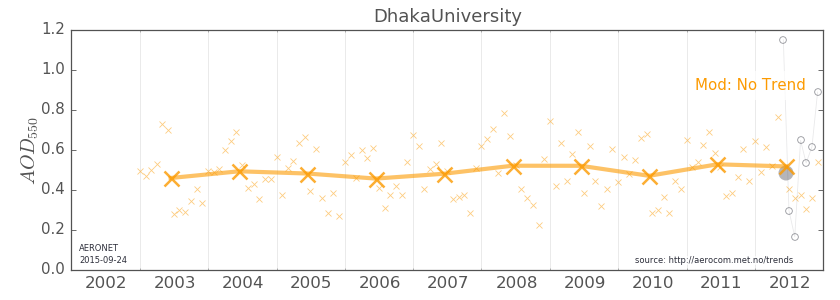 DhakaUniversity
1.2
1.0
0.8
0.6
0.4
0.2
0.0
AOD550
Mod: No Trend
AERONET
2015-09-24
source: http://aerocom.met.no/trends
2002 2003 2004 2005 2006 2007 2008 2009 2010 2011 2012